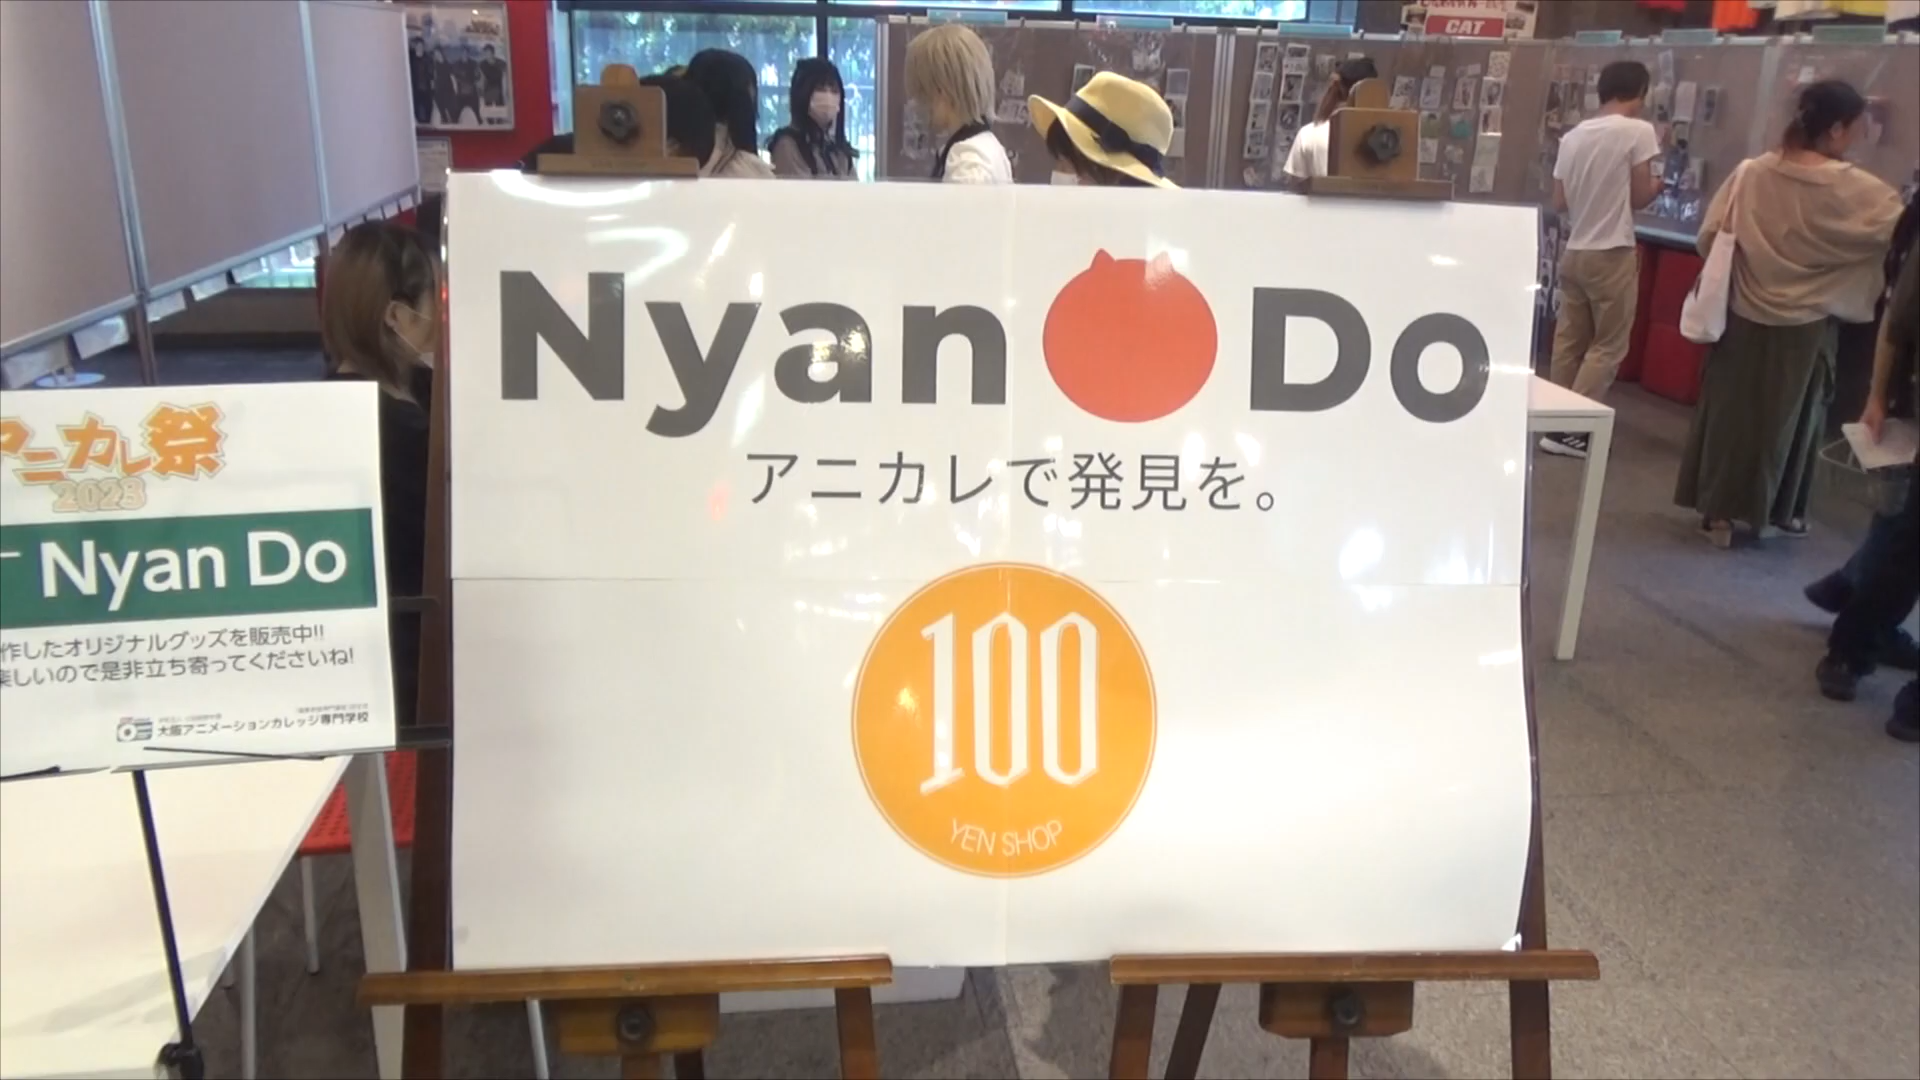 CAT
Nyan Do
アニカレで発見を。
100
YEN SHOP
アニカレ祭
2023
Nyan Do
作したオリジナルグッズを販売中!!
楽しいので是非立ち寄ってくださいね!
大阪アニメーションカレッジ専門学校